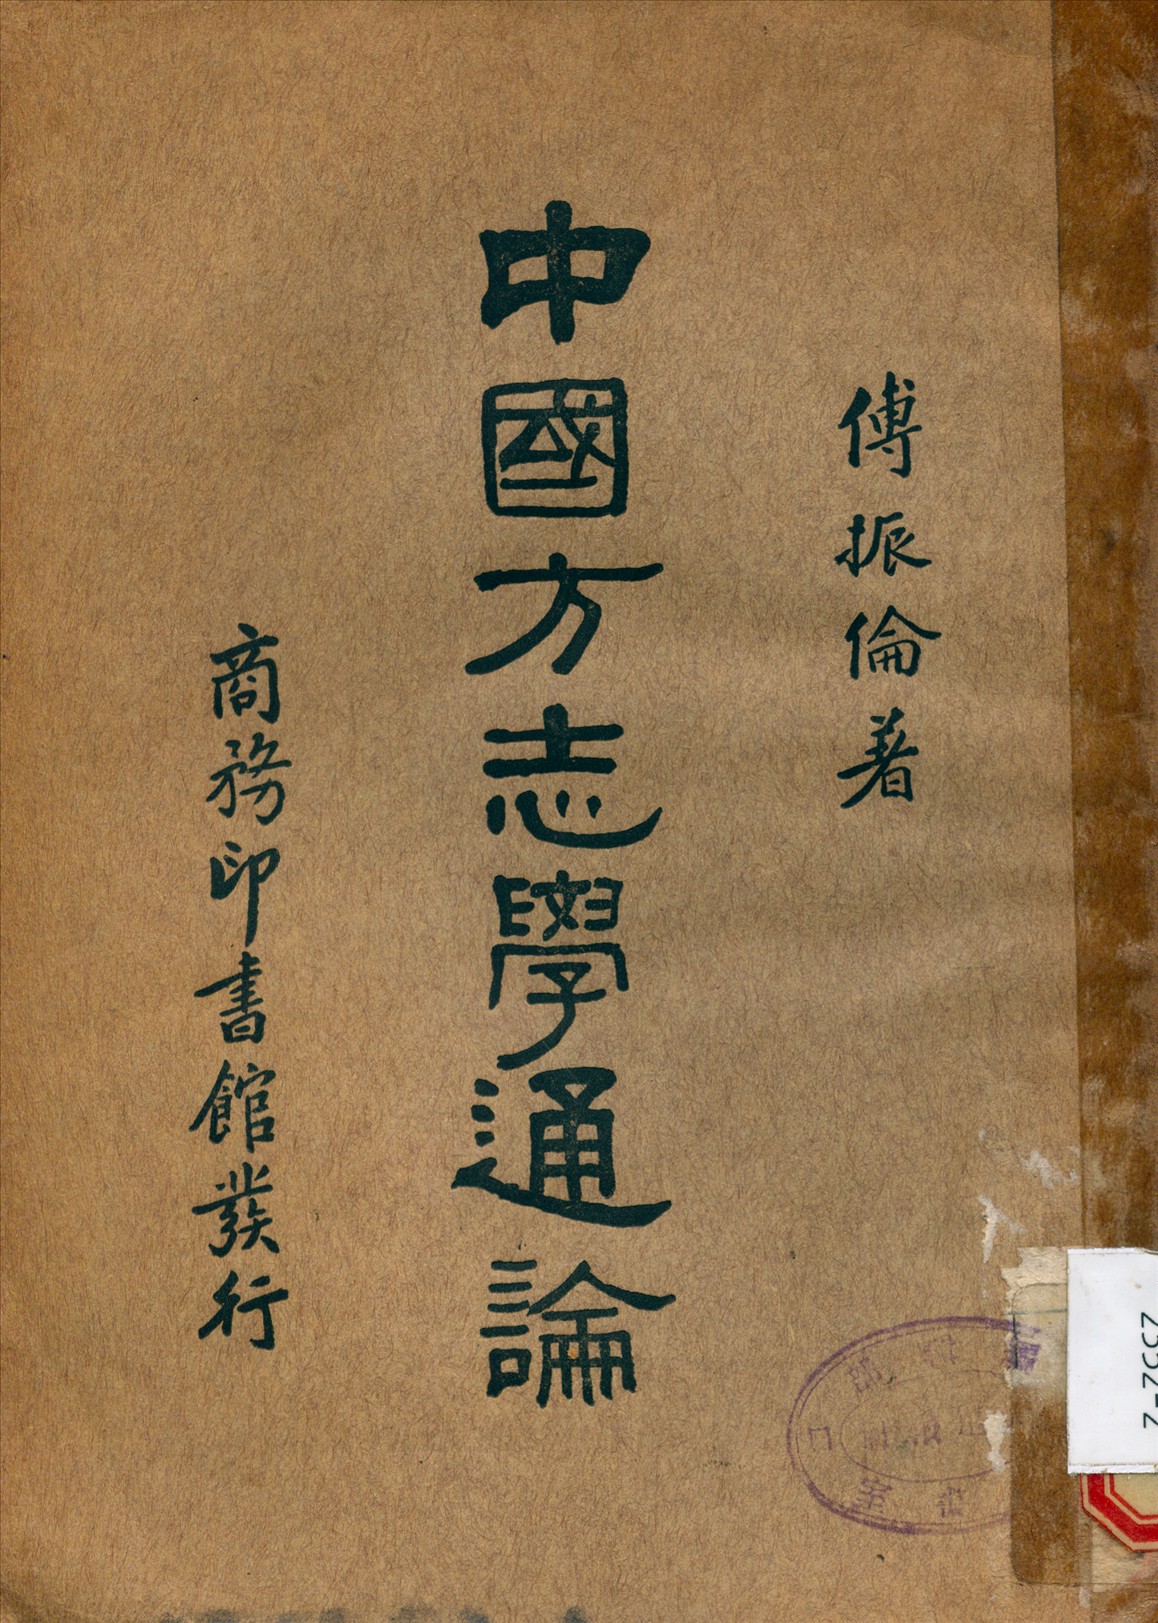 傅振倫著
中國方志學通論
商務印書館發行